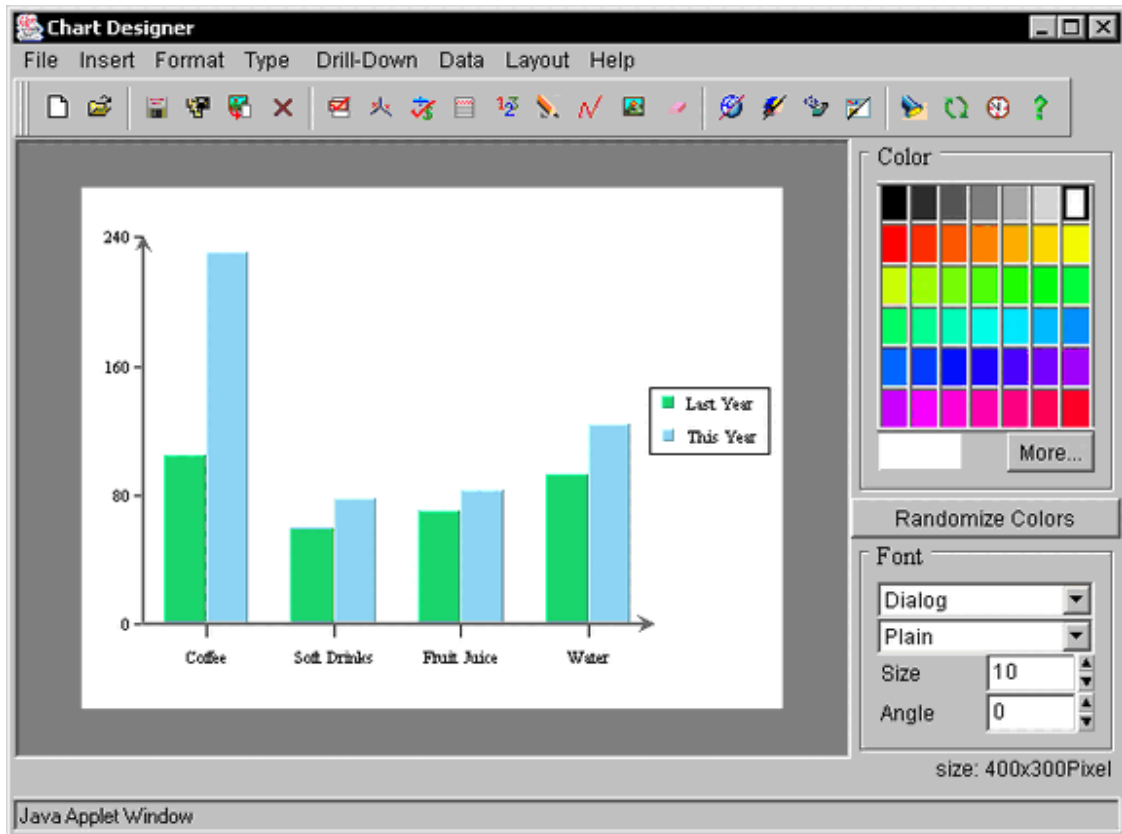 Chart Designer
File Insert Format Type Drill-Down Data Layout Help
Color
240
160
80
0
Coffee Soft Drinks Fruit Juice Water
Last Year
This Year
More...
Randomize Colors
Font
Dialog
Plain
Size 10
Angle 0
size: 400x300Pixel
Java Applet Window